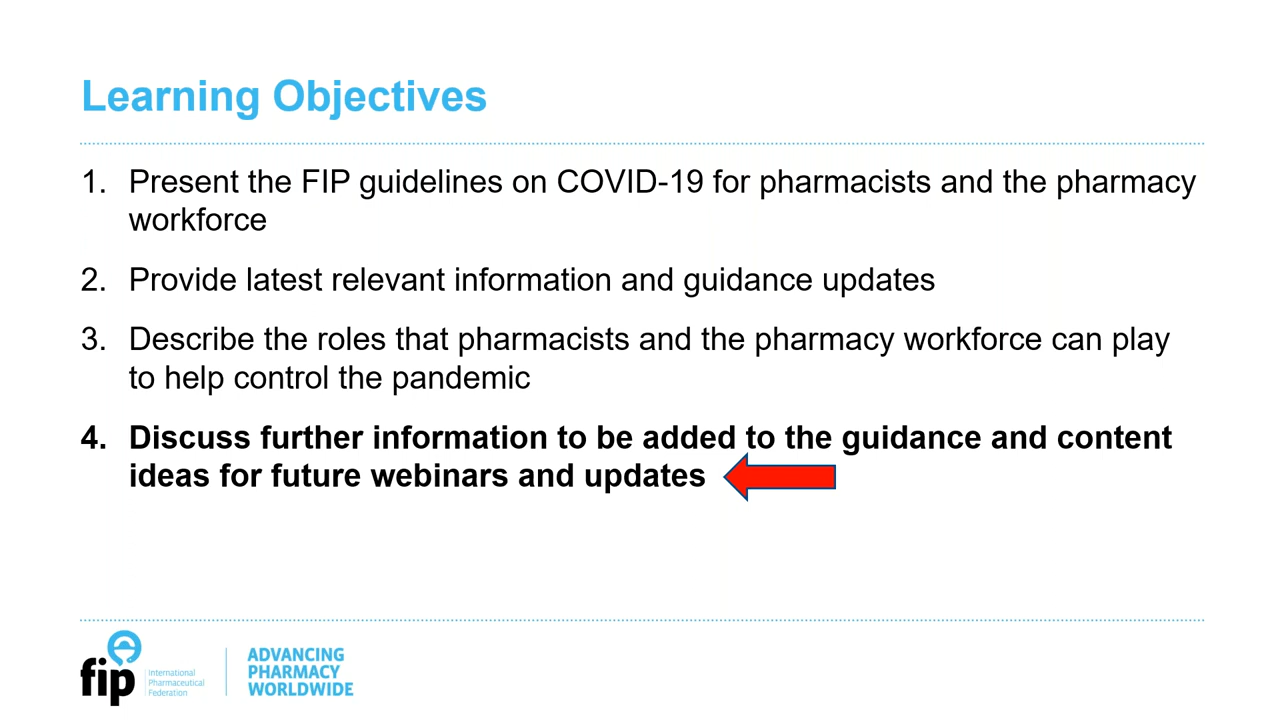 Learning Objectives
1. Present the FIP guidelines on COVID-19 for pharmacists and the pharmacy
workforce
2. Provide latest relevant information and guidance updates
3. Describe the roles that pharmacists and the pharmacy workforce can play
to help control the pandemic
4. Discuss further information to be added to the guidance and content
ideas for future webinars and updates
fip
International
Pharmaceutical
Federation
ADVANCING
PHARMACY
WORLDWIDE